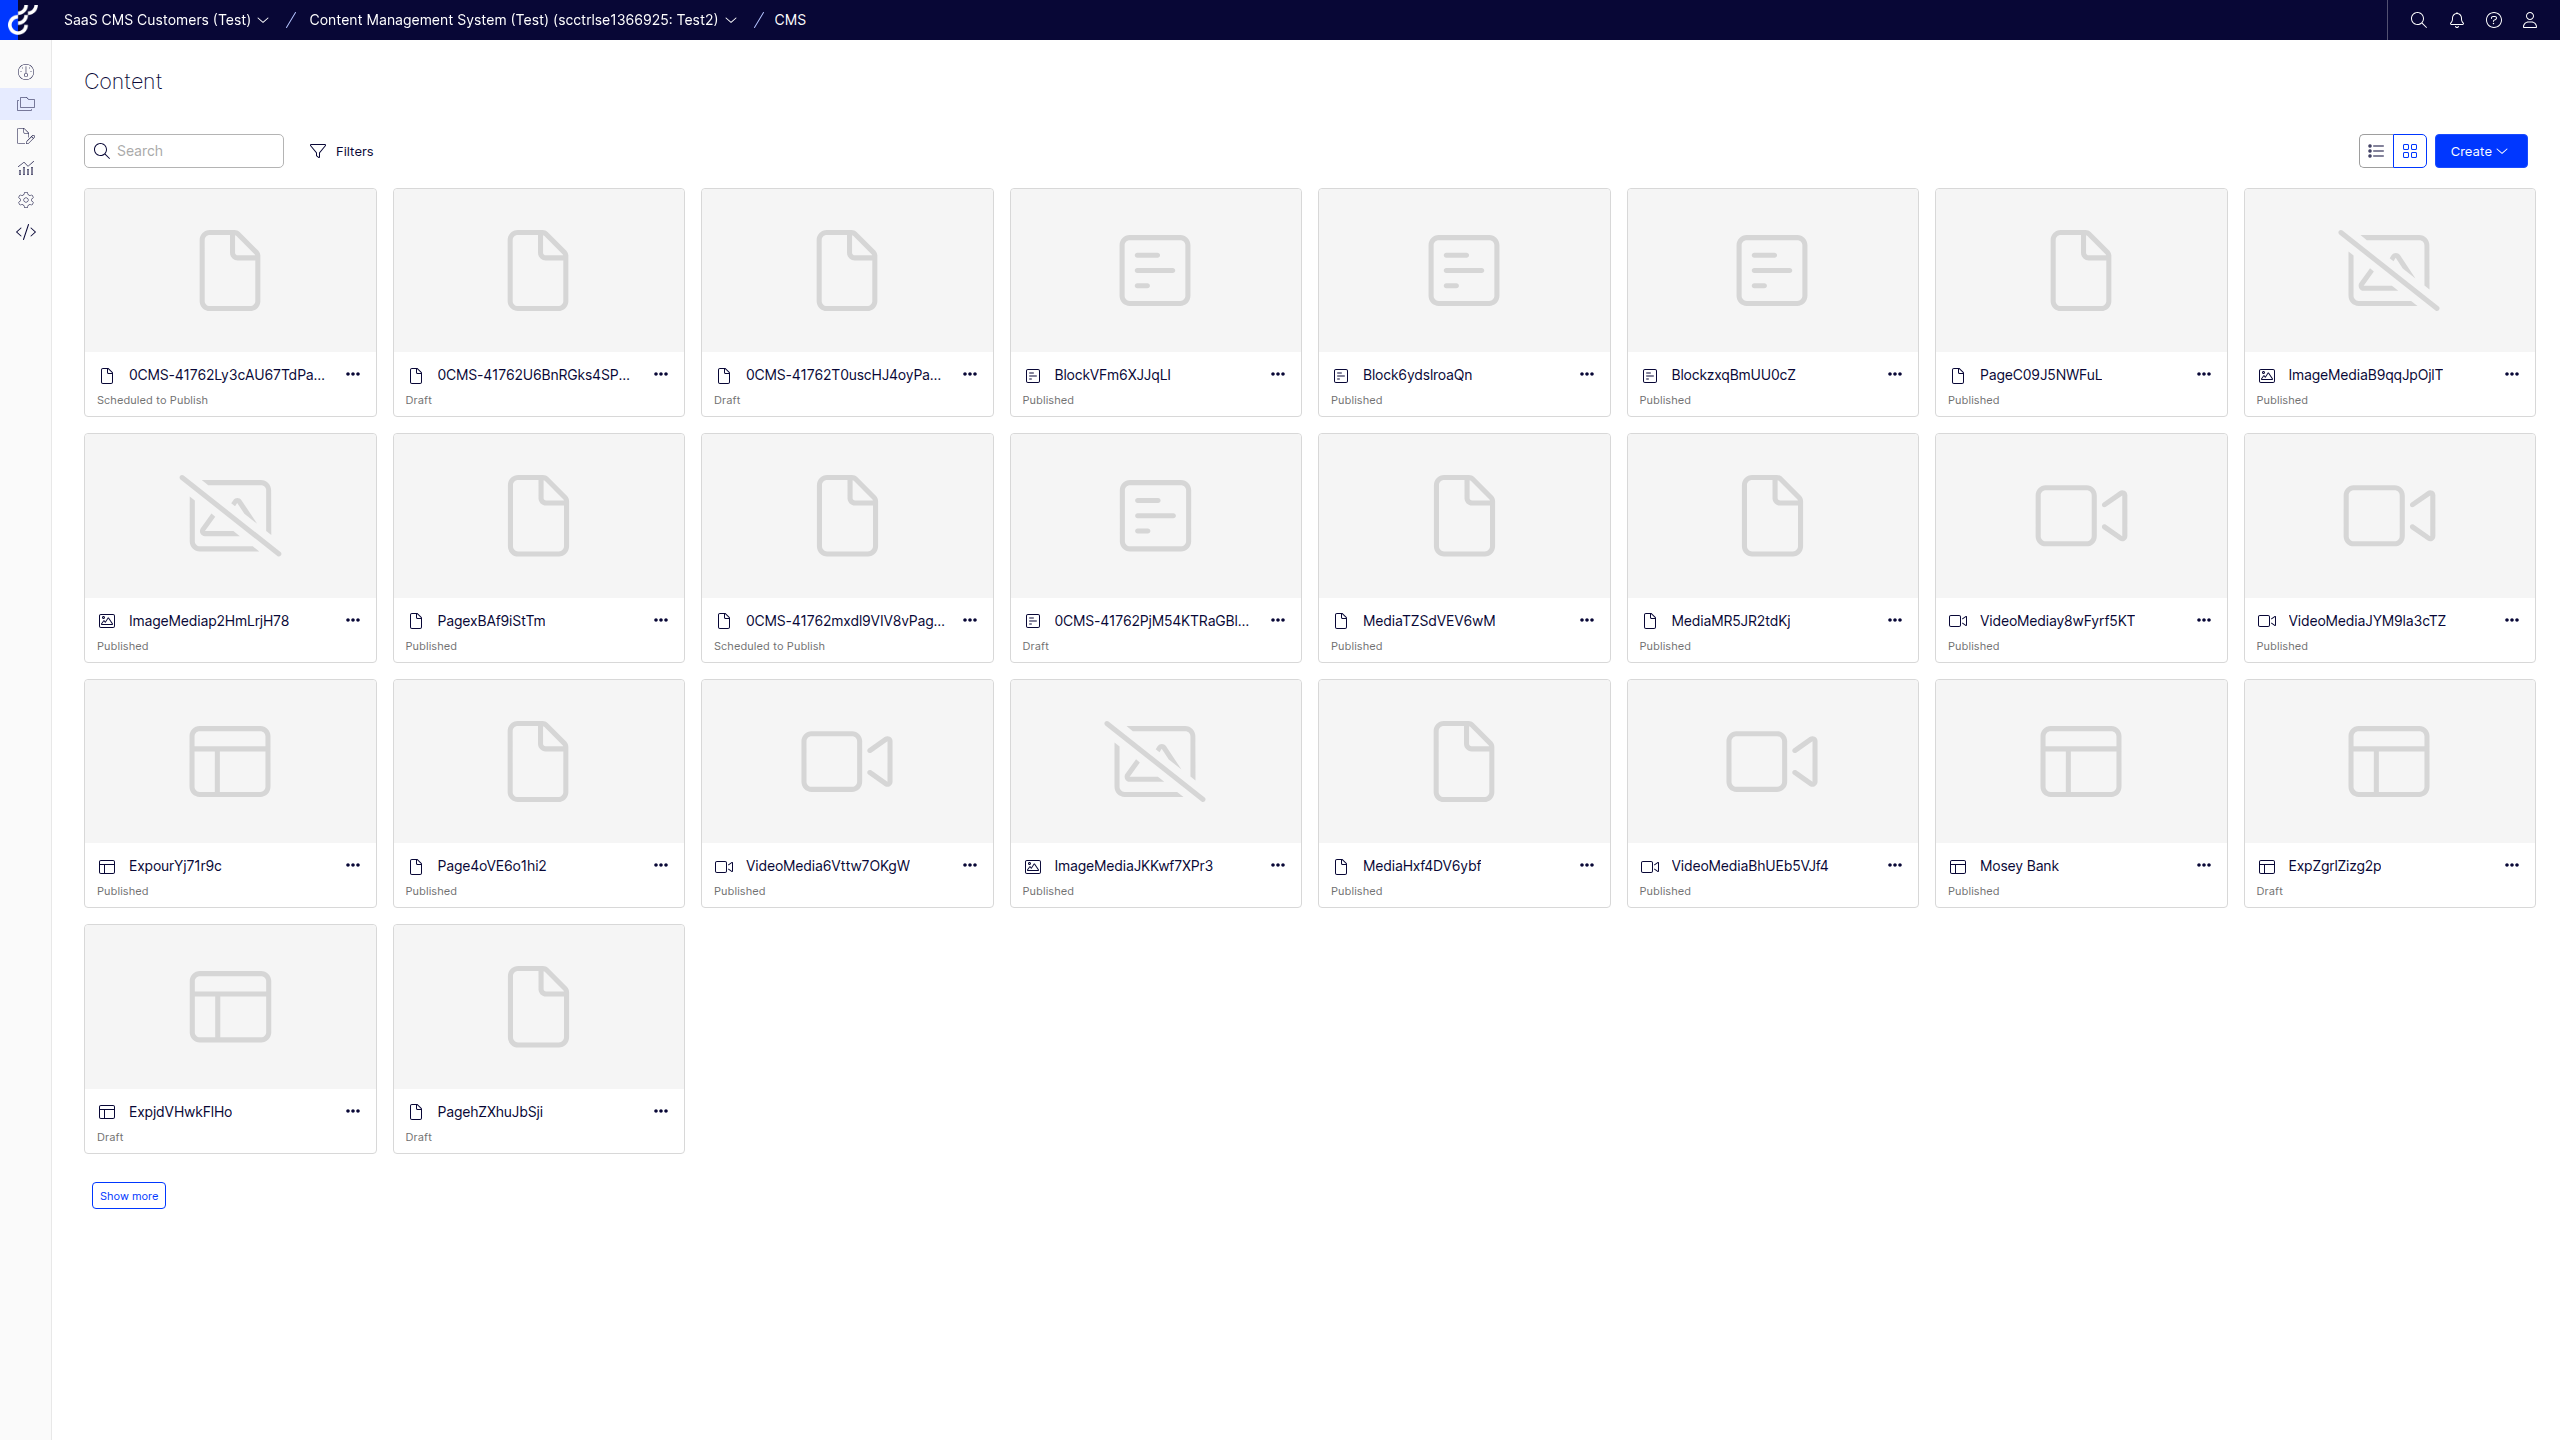 SaaS CMS Customers (Test) / Content Management System (Test) (scctrlse1366925: Test2) / CMS
Content
Search Filters Create
0CMS-41762Ly3cAU67TdPa... 0CMS-41762U6BnRGks4SP... 0CMS-41762T0uscHJ4oyPa... BlockVFm6XJJqLI Block6ydsIroaQn BlockzxqBmUU0cZ PageC09J5NWFuL ImageMediaB9qqJpOjIT
Scheduled to Publish Draft Draft Published Published Published Published Published
ImageMediap2HmLrjH78 PagexBAf9iStTm 0CMS-41762mxdI9VIV8vPag... 0CMS-41762PjM54KTRaGBl... MediaTZSdVEV6wM MediaMR5JR2tdKj VideoMediay8wFyrf5KT VideoMediaJYM9Ia3cTZ
Published Published Scheduled to Publish Draft Published Published Published Published
ExpourYj71r9c Page4oVE6o1hi2 VideoMedia6Vttw7OKgW ImageMediaJKKwf7XPr3 MediaHxf4DV6ybf VideoMediaBhUEb5VJf4 Mosey Bank ExpZgrIZizg2p
Published Published Published Published Published Published Published Draft
ExpjdVHwkFIHo PagehZXhuJbSji
Draft Draft
Show more